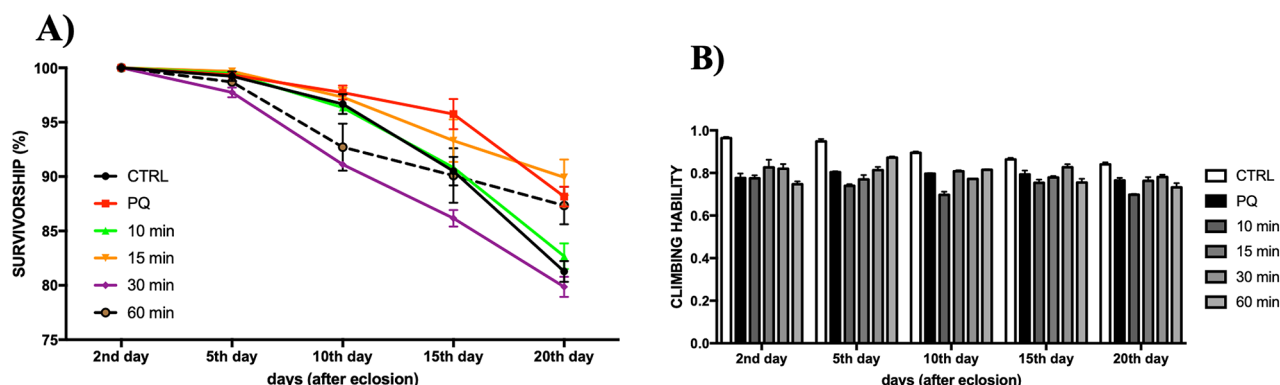 A)
SURVIVORSHIP (%)
100
95
90
85
80
75
CTRL
PQ
10 min
15 min
30 min
60 min
2nd day 5th day 10th day 15th day 20th day
days (after eclosion)
B)
CLIMBING HABILITY
1.0
0.8
0.6
0.4
0.2
0.0
2nd day 5th day 10th day 15th day 20th day
days (after eclosion)
CTRL
PQ
10 min
15 min
30 min
60 min